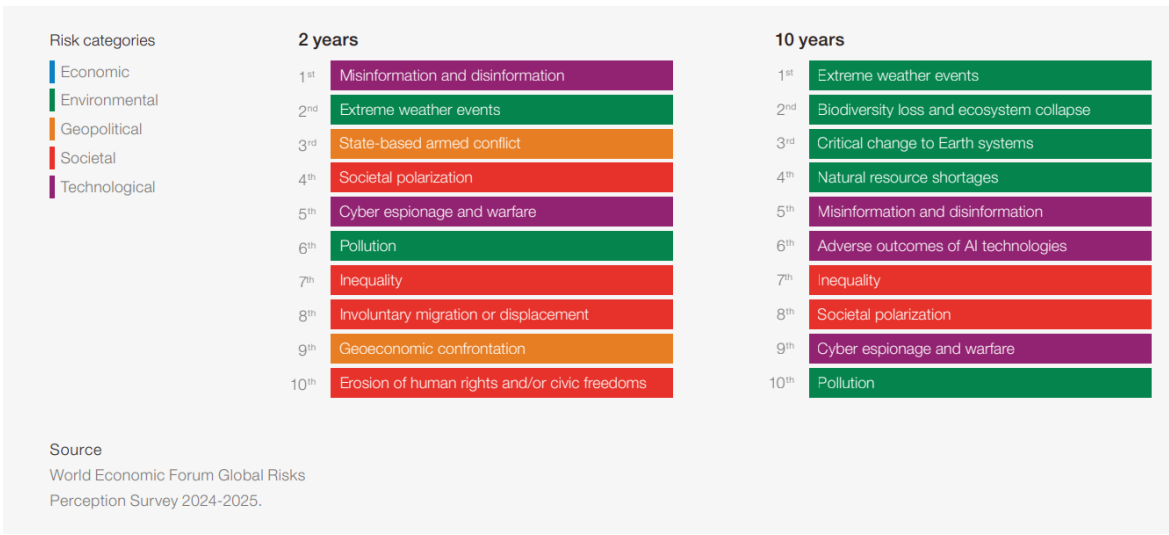 Risk categories
Economic
Environmental
Geopolitical
Societal
Technological
2 years
1st Misinformation and disinformation
2nd Extreme weather events
3rd State-based armed conflict
4th Societal polarization
5th Cyber espionage and warfare
6th Pollution
7th Inequality
8th Involuntary migration or displacement
9th Geoeconomic confrontation
10th Erosion of human rights and/or civic freedoms
10 years
1st Extreme weather events
2nd Biodiversity loss and ecosystem collapse
3rd Critical change to Earth systems
4th Natural resource shortages
5th Misinformation and disinformation
6th Adverse outcomes of AI technologies
7th Inequality
8th Societal polarization
9th Cyber espionage and warfare
10th Pollution
Source
World Economic Forum Global Risks
Perception Survey 2024-2025.